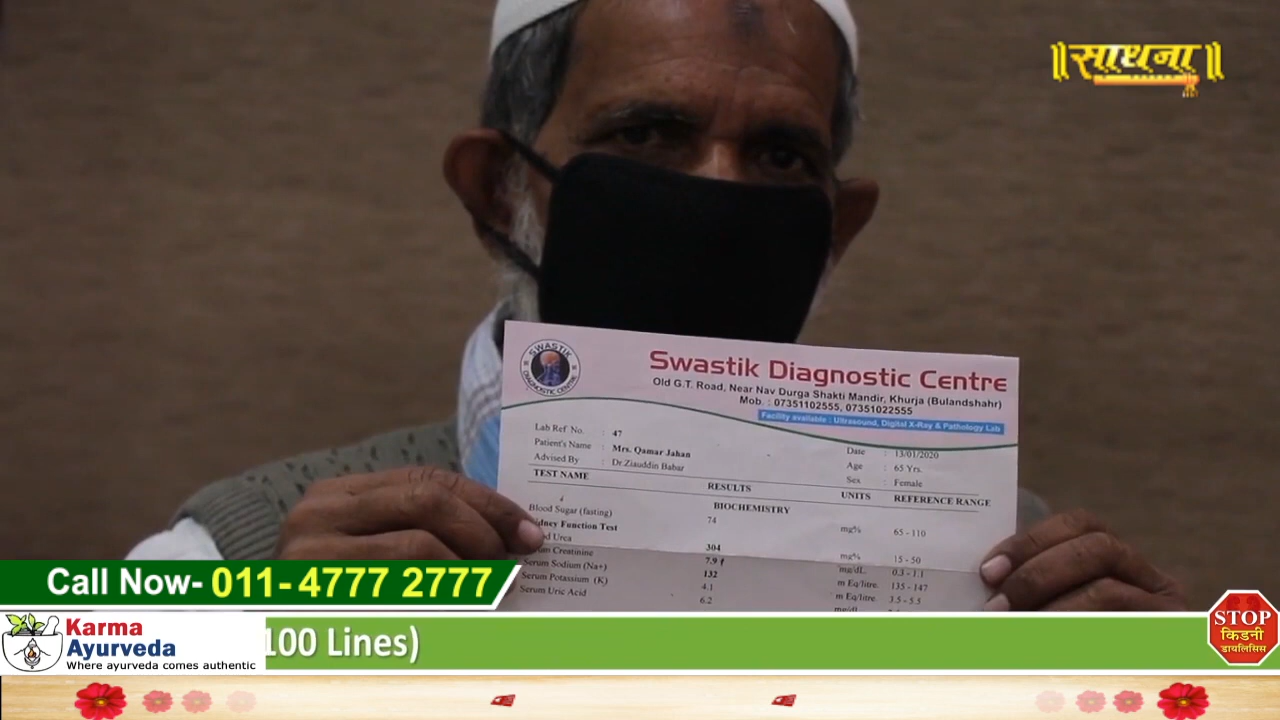 ॥साधना॥
SWASTIK
DIAGNOSTIC CENTRE
Swastik Diagnostic Centre
Old G.T. Road, Near Nav Durga Shakti Mandir, Khurja (Bulandshahr)
Mob. : 07351102555, 07351022555
Facility available : Ultrasound, Digital X-Ray & Pathology Lab
Lab Ref. No. : 47 Date : 13/01/2020
Patient's Name : Mrs. Qamar Jahan Age : 65 Yrs.
Advised By : Dr.Ziauddin Babar Sex : Female
TEST NAME RESULTS UNITS REFERENCE RANGE
BIOCHEMISTRY
Blood Sugar (fasting) 74 mg% 65 - 110
Kidney Function Test
Urea 304 mg% 15 - 50
Creatinine 7.9 mg/dL 0.3 - 1.1
Serum Sodium (Na+) 132 m Eq/litre. 135 - 147
Serum Potassium (K) 4.1 m Eq/litre. 3.5 - 5.5
Serum Uric Acid 6.2
Call Now- 011- 4777 2777
Karma
Ayurveda
Where ayurveda comes authentic
100 Lines)
STOP
किडनी
डायलिसिस